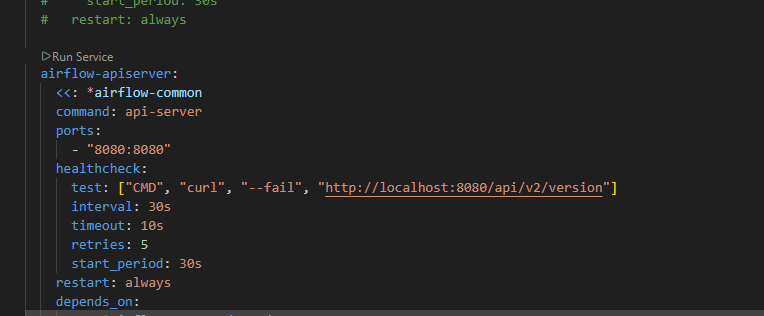 #     start_period: 30s
#   restart: always
Run Service
airflow-apiserver:
  <<: *airflow-common
  command: api-server
  ports:
    - "8080:8080"
  healthcheck:
    test: ["CMD", "curl", "--fail", "http://localhost:8080/api/v2/version"]
    interval: 30s
    timeout: 10s
    retries: 5
    start_period: 30s
  restart: always
  depends_on: